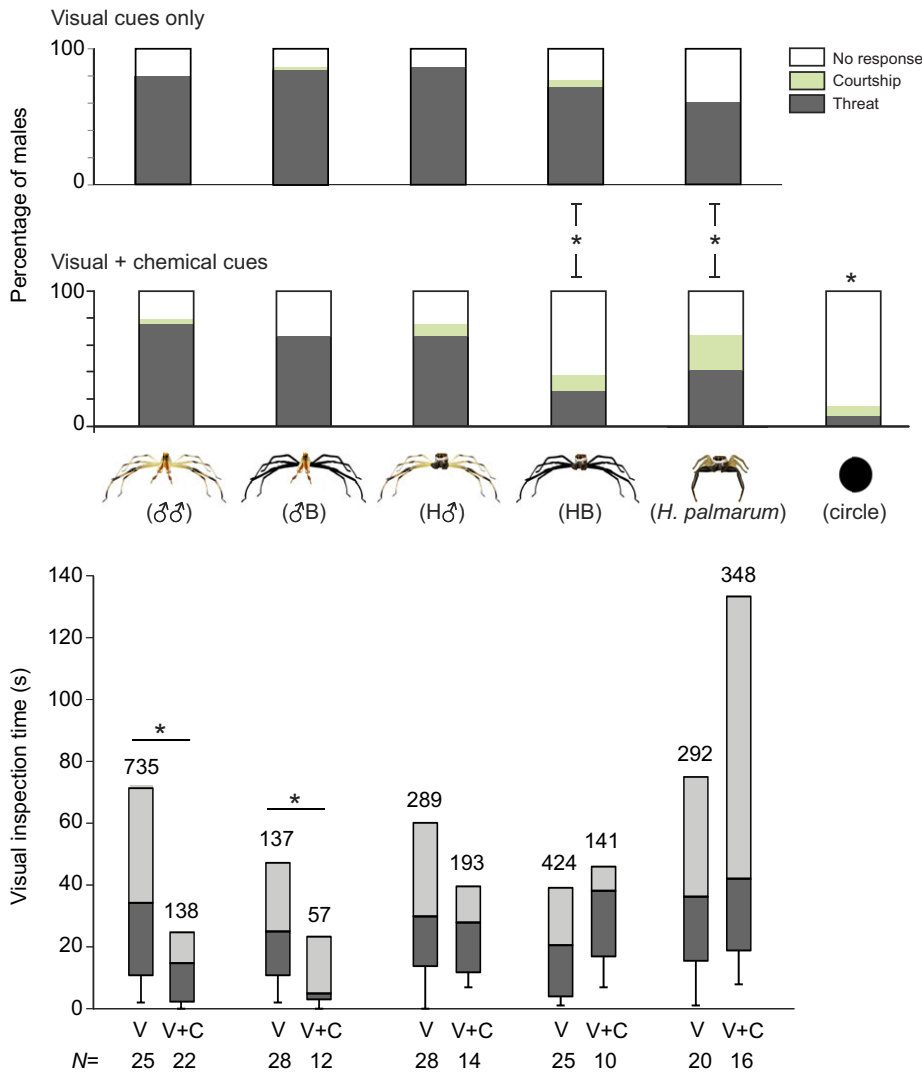 Visual cues only
100
0
No response
Courtship
Threat
Percentage of males
*
*
Visual + chemical cues
100
0
*
(♂♂)
(♂B)
(H♂)
(HB)
(H. palmarum)
(circle)
Visual inspection time (s)
140
120
100
80
60
40
20
0
*
735
138
*
137
57
289
193
424
141
292
348
V V+C V V+C V V+C V V+C V V+C
N= 25 22 28 12 28 14 25 10 20 16